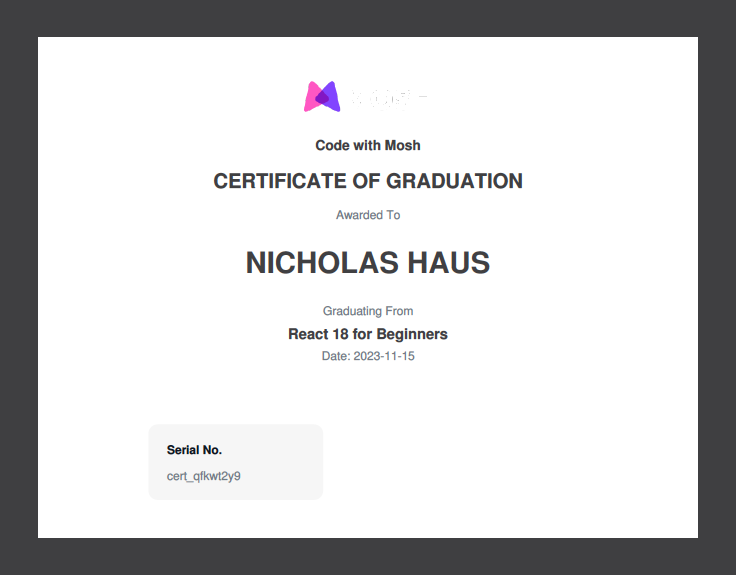 Code with Mosh
CERTIFICATE OF GRADUATION
Awarded To
NICHOLAS HAUS
Graduating From
React 18 for Beginners
Date: 2023-11-15
Serial No.
cert_qfkwt2y9